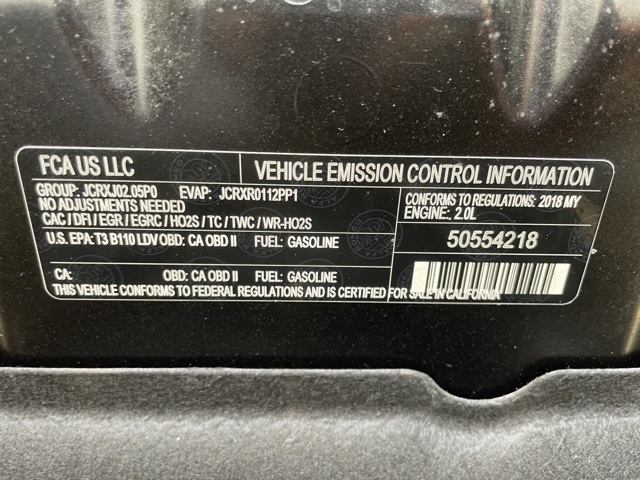 FCA US LLC
VEHICLE EMISSION CONTROL INFORMATION
GROUP: JCRXJ02.05P0 EVAP: JCRXR0112PP1
NO ADJUSTMENTS NEEDED
CAC / DFI / EGR / EGRC / HO2S / TC / TWC / WR-HO2S
CONFORMS TO REGULATIONS: 2018 MY
ENGINE:, 2.0L
U.S. EPA: T3 B110 LDV OBD: CA OBD II FUEL: GASOLINE
50554218
CA: OBD: CA OBD II FUEL: GASOLINE
THIS VEHICLE CONFORMS TO FEDERAL REGULATIONS AND IS CERTIFIED FOR SALE IN CALIFORNIA